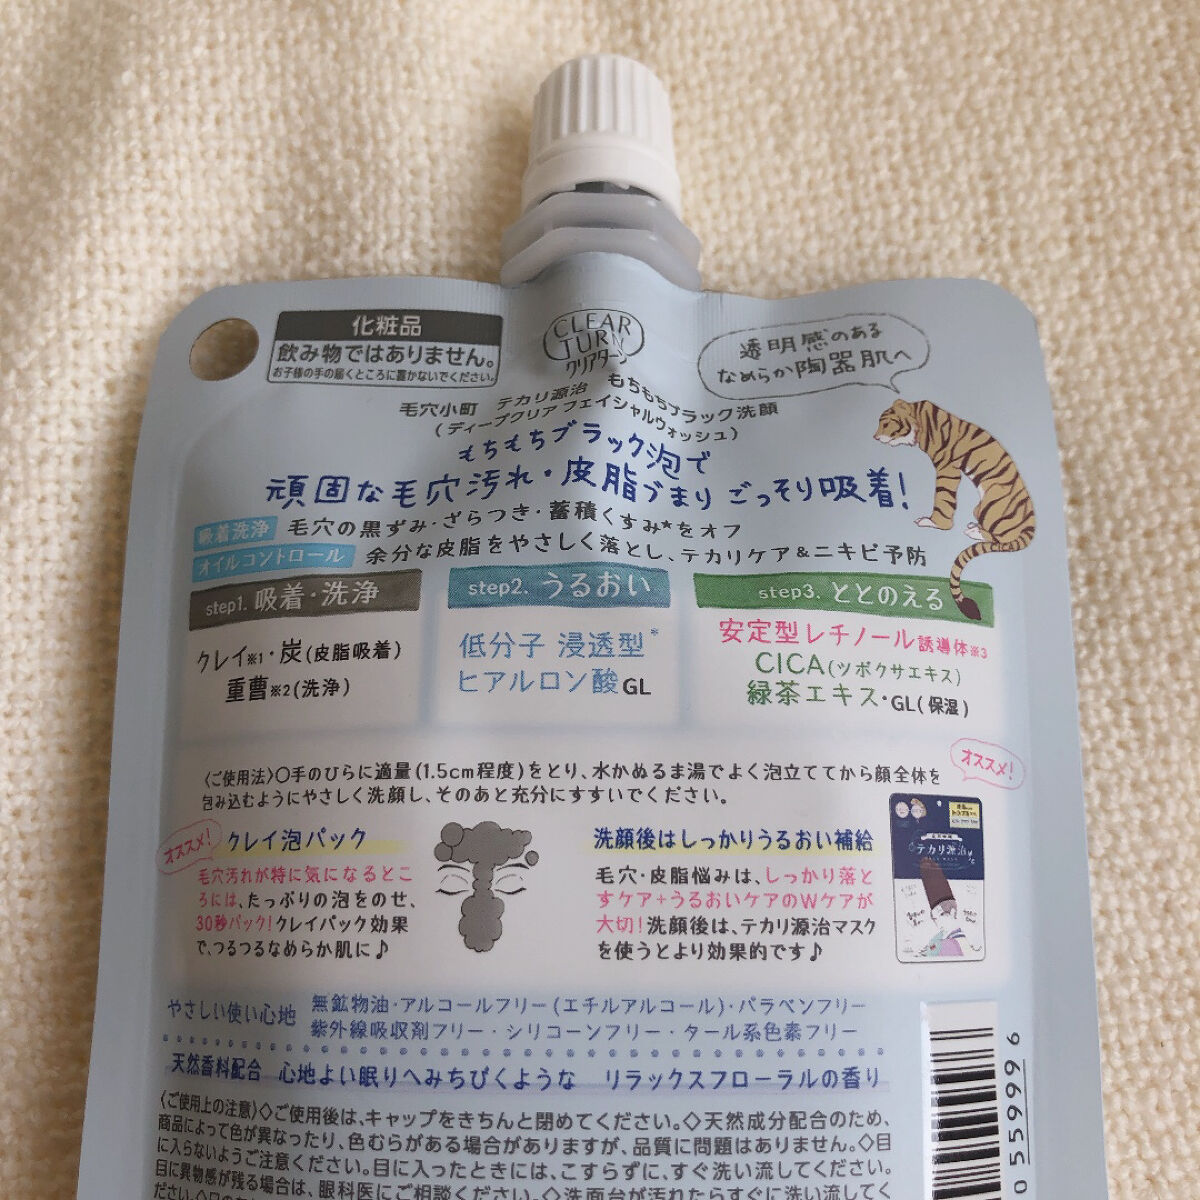 化粧品
飲み物ではありません。
お子様の手の届くところに置かないでください。
CLEAR
TURN
クリアターン
透明感のある
なめらか陶器肌へ
毛穴小町 テカリ源治 もちもちブラック洗顔
(ディープクリア フェイシャルウォッシュ)
もちもちブラック泡で
頑固な毛穴汚れ・皮脂づまり ごっそり吸着!
吸着洗浄 毛穴の黒ずみ・ざらつき・蓄積くすみ*をオフ
オイルコントロール 余分な皮脂をやさしく落とし、テカリケア&ニキビ予防
step1. 吸着・洗浄
クレイ※1・炭(皮脂吸着)
重曹※2(洗浄)
step2. うるおい
低分子 浸透型*
ヒアルロン酸GL
step3. ととのえる
安定型レチノール誘導体※3
CICA(ツボクサエキス)
緑茶エキス・GL(保湿)
〈ご使用法〉○手のひらに適量(1.5cm程度)をとり、水かぬるま湯でよく泡立ててから顔全体を
包み込むようにやさしく洗顔し、そのあと充分にすすいでください。
オススメ!
クレイ泡パック
毛穴汚れが特に気になるとこ
ろには、たっぷりの泡をのせ、
30秒パック!クレイパック効果
で、つるつるなめらか肌に♪
オススメ!
洗顔後はしっかりうるおい補給
毛穴・皮脂悩みは、しっかり落と
すケア+うるおいケアのWケアが
大切!洗顔後は、テカリ源治マスク
を使うとより効果的です♪
テカリ源治
やさしい使い心地 無鉱物油・アルコールフリー(エチルアルコール)・パラベンフリー
紫外線吸収剤フリー・シリコーンフリー・タール系色素フリー
天然香料配合 心地よい眠りへみちびくような リラックスフローラルの香り
〈ご使用上の注意〉◇ご使用後は、キャップをきちんと閉めてください。◇天然成分配合のため、
商品によって色が異なったり、色むらがある場合がありますが、品質に問題はありません。◇目
に入らないようご注意ください。目に入ったときには、こすらずに、すぐ洗い流してください。
目に異物感が残る場合は、眼科医にご相談ください。◇洗面台が汚れたらすぐに洗い流してく
0 55999 6